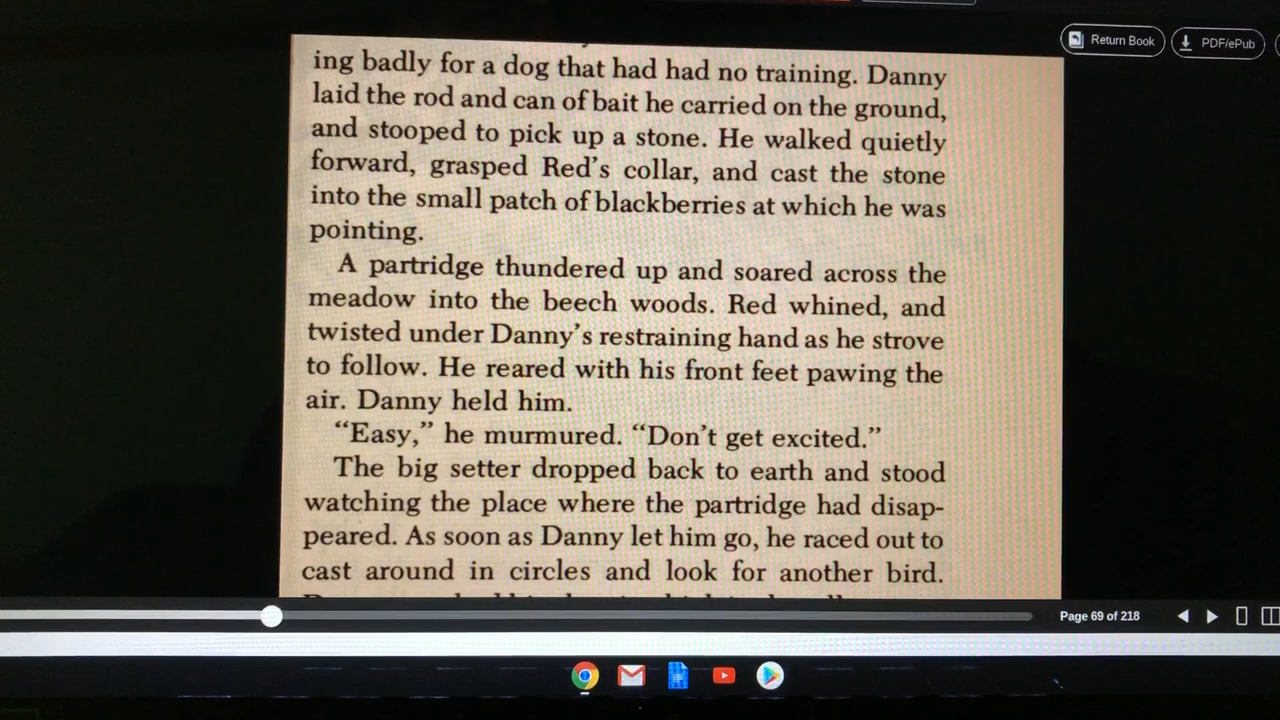 Return Book
PDF/ePub
ing badly for a dog that had had no training. Danny
laid the rod and can of bait he carried on the ground,
and stooped to pick up a stone. He walked quietly
forward, grasped Red's collar, and cast the stone
into the small patch of blackberries at which he was
pointing.
A partridge thundered up and soared across the
meadow into the beech woods. Red whined, and
twisted under Danny's restraining hand as he strove
to follow. He reared with his front feet pawing the
air. Danny held him.
“Easy,” he murmured. “Don't get excited.”
The big setter dropped back to earth and stood
watching the place where the partridge had disap-
peared. As soon as Danny let him go, he raced out to
cast around in circles and look for another bird.
Page 69 of 218